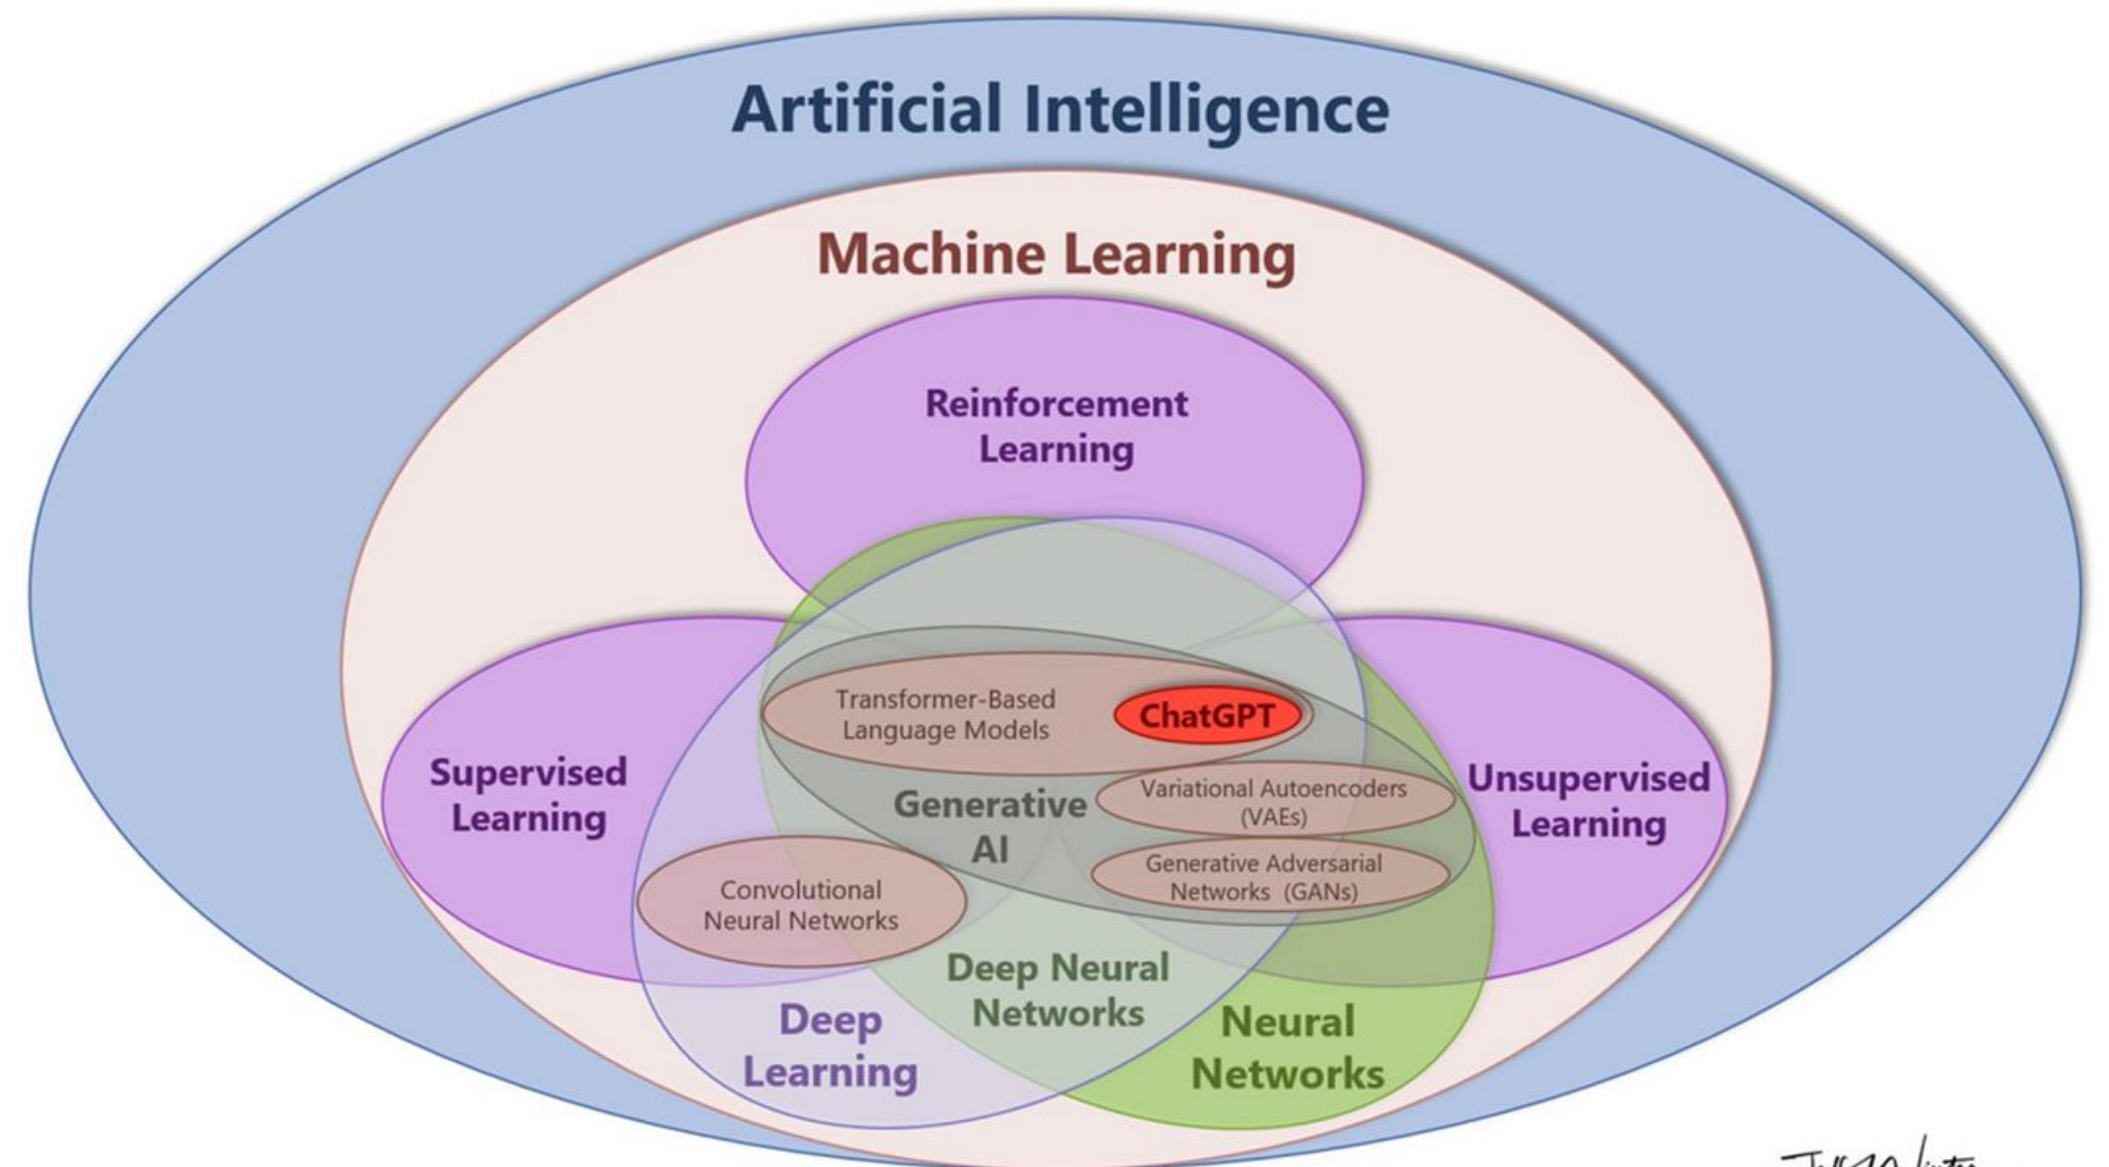 Artificial Intelligence
Machine Learning
Reinforcement
Learning
Transformer-Based
Language Models
ChatGPT
Supervised
Learning
Generative
AI
Variational Autoencoders
(VAEs)
Unsupervised
Learning
Generative Adversarial
Networks (GANs)
Convolutional
Neural Networks
Deep Neural
Networks
Deep
Learning
Neural
Networks